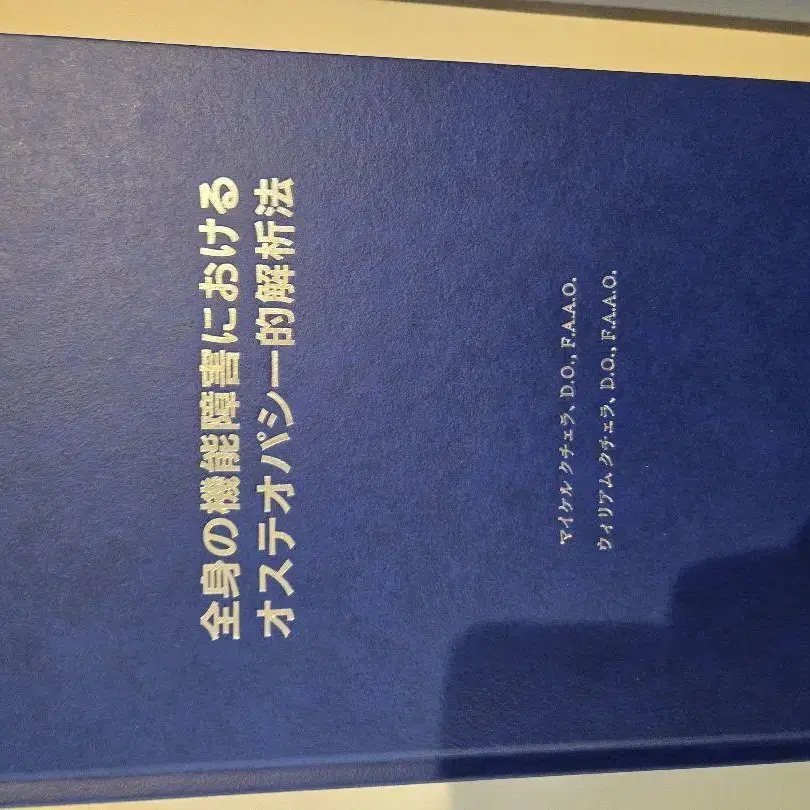 全身の機能障害における
オステオパシー的解析法
マイケル クチェラ、D.O., F.A.A.O.
ウィリアム クチェラ、D.O., F.A.A.O.